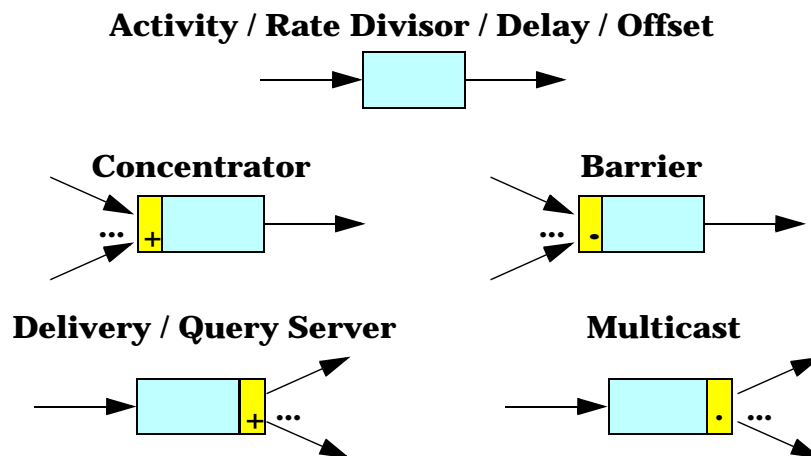 Activity / Rate Divisor / Delay / Offset
Concentrator
Barrier
... +
... •
Delivery / Query Server
Multicast
+ ...
• ...